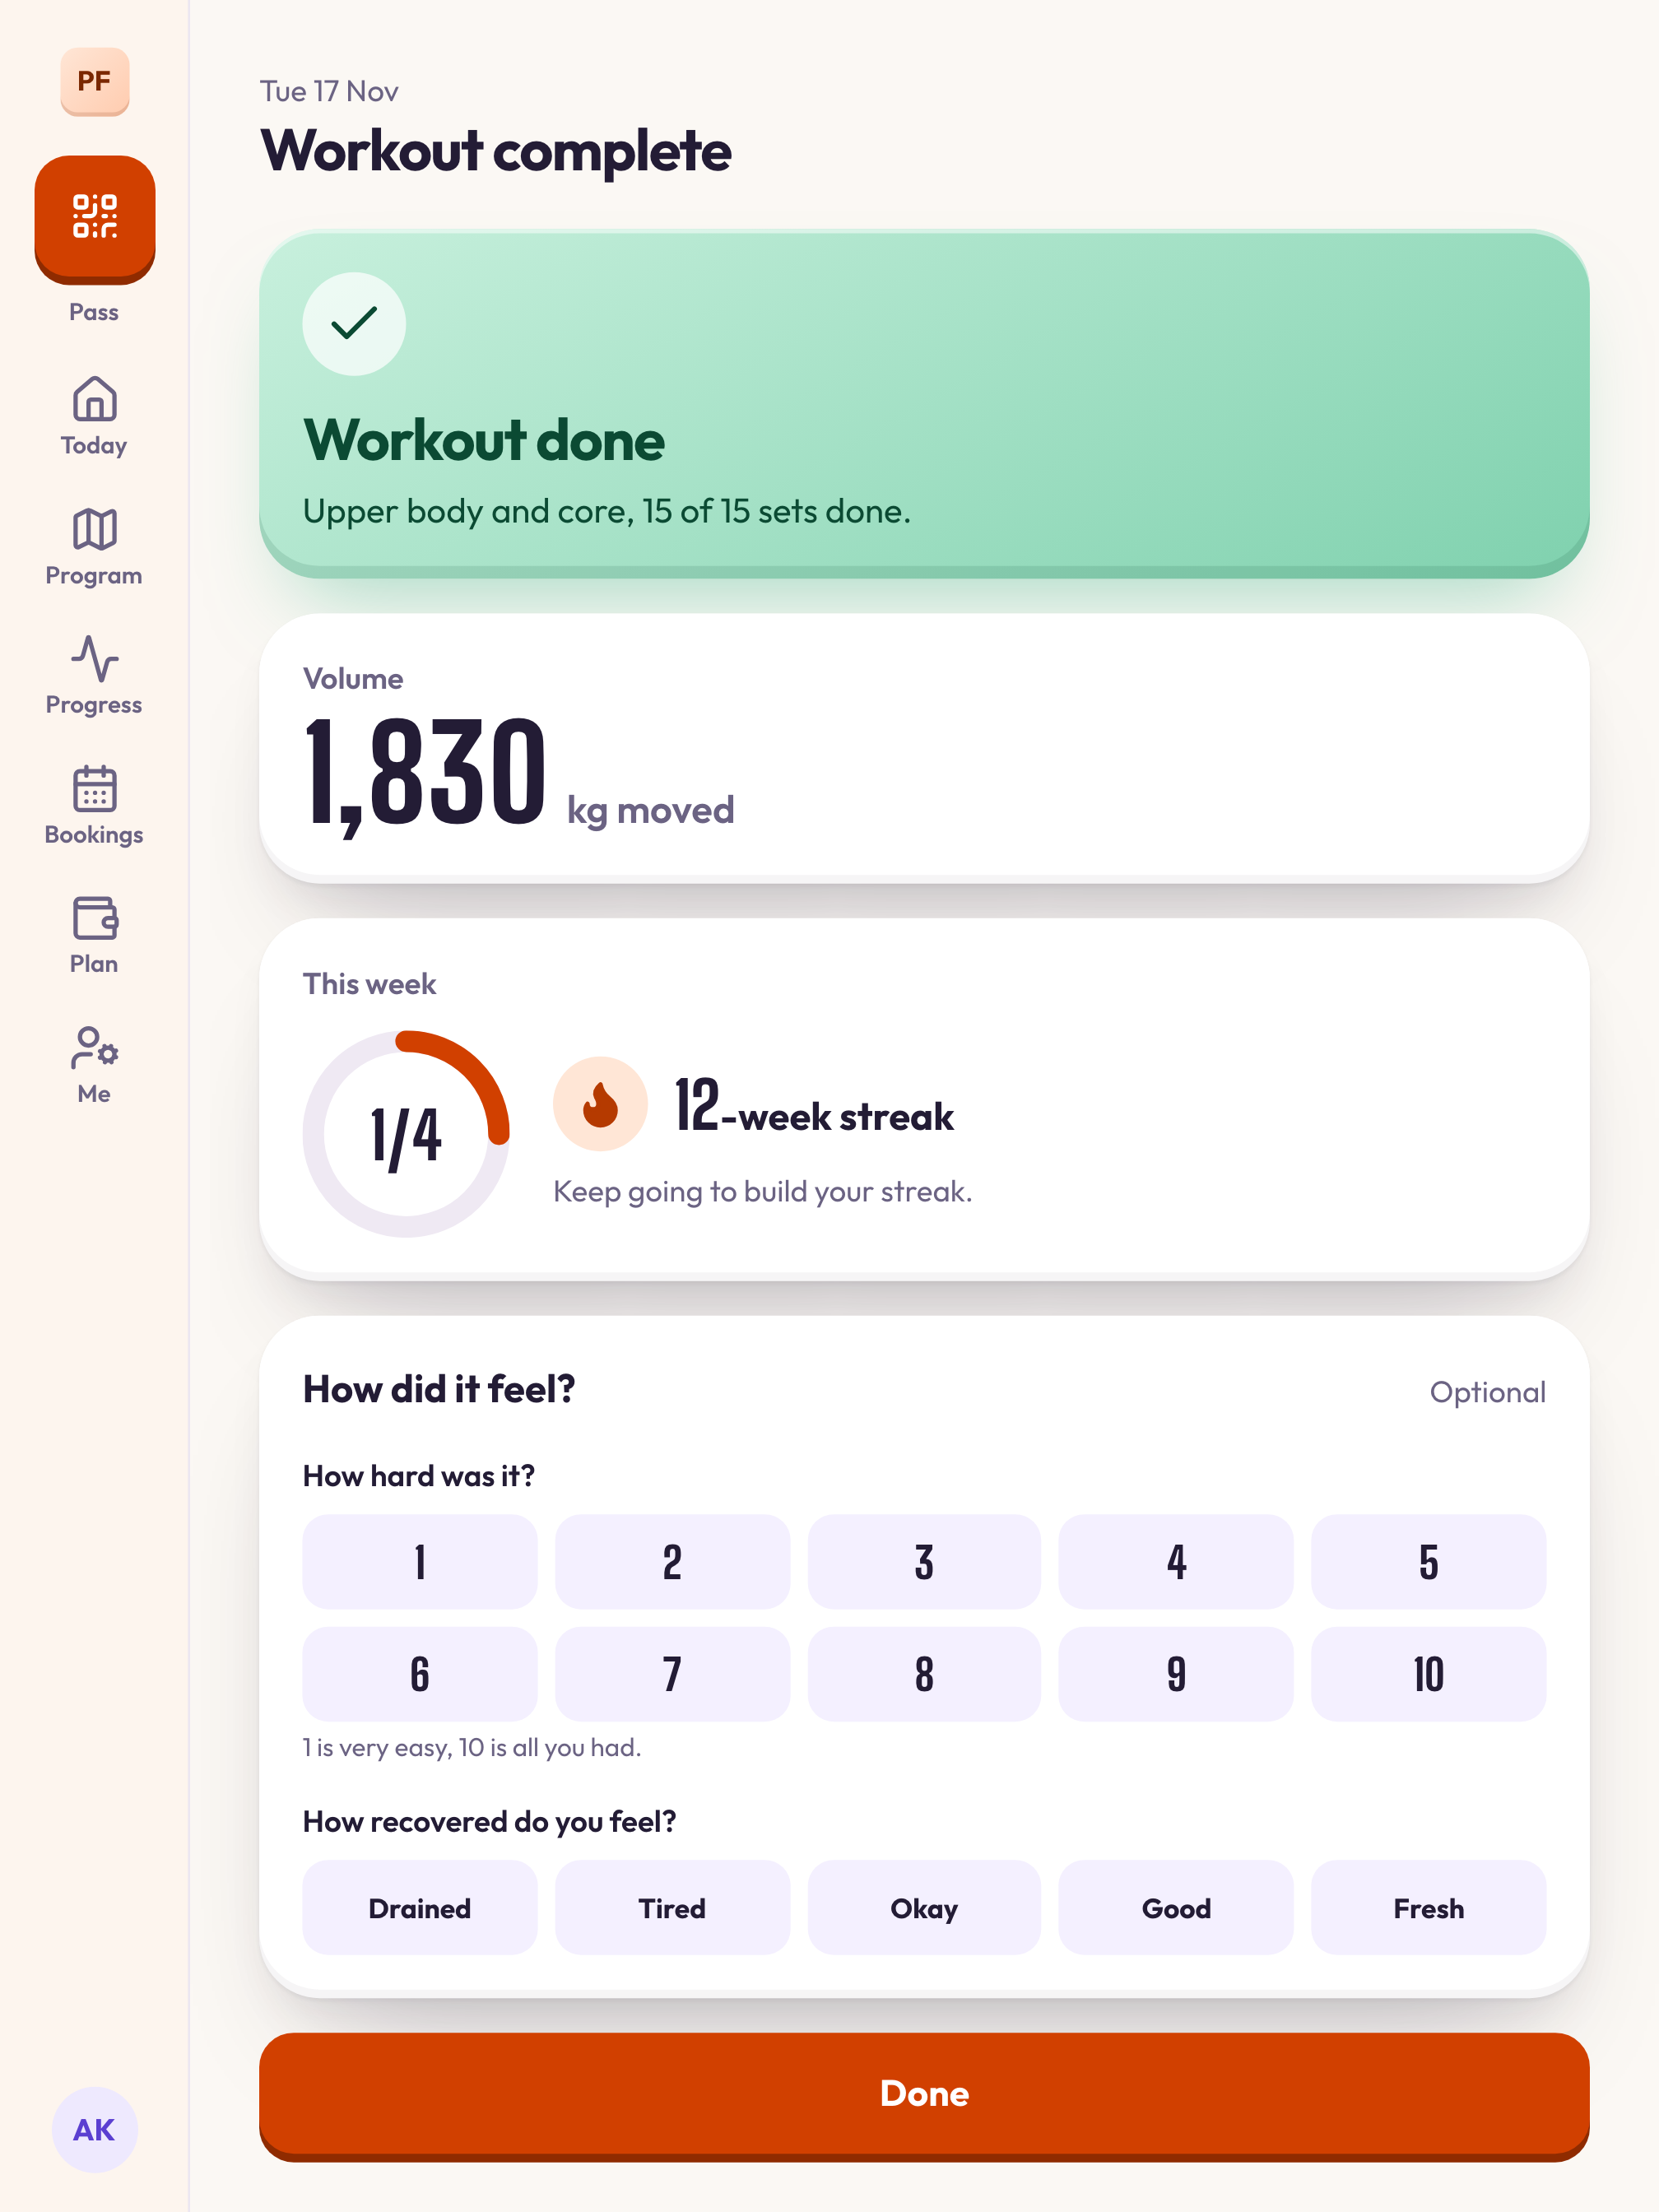 PF
Pass
Today
Program
Progress
Bookings
Plan
Me
AK
Tue 17 Nov
Workout complete
Workout done
Upper body and core, 15 of 15 sets done.
Volume
1,830 kg moved
This week
1/4
12-week streak
Keep going to build your streak.
How did it feel?
Optional
How hard was it?
1 2 3 4 5
6 7 8 9 10
1 is very easy, 10 is all you had.
How recovered do you feel?
Drained Tired Okay Good Fresh
Done